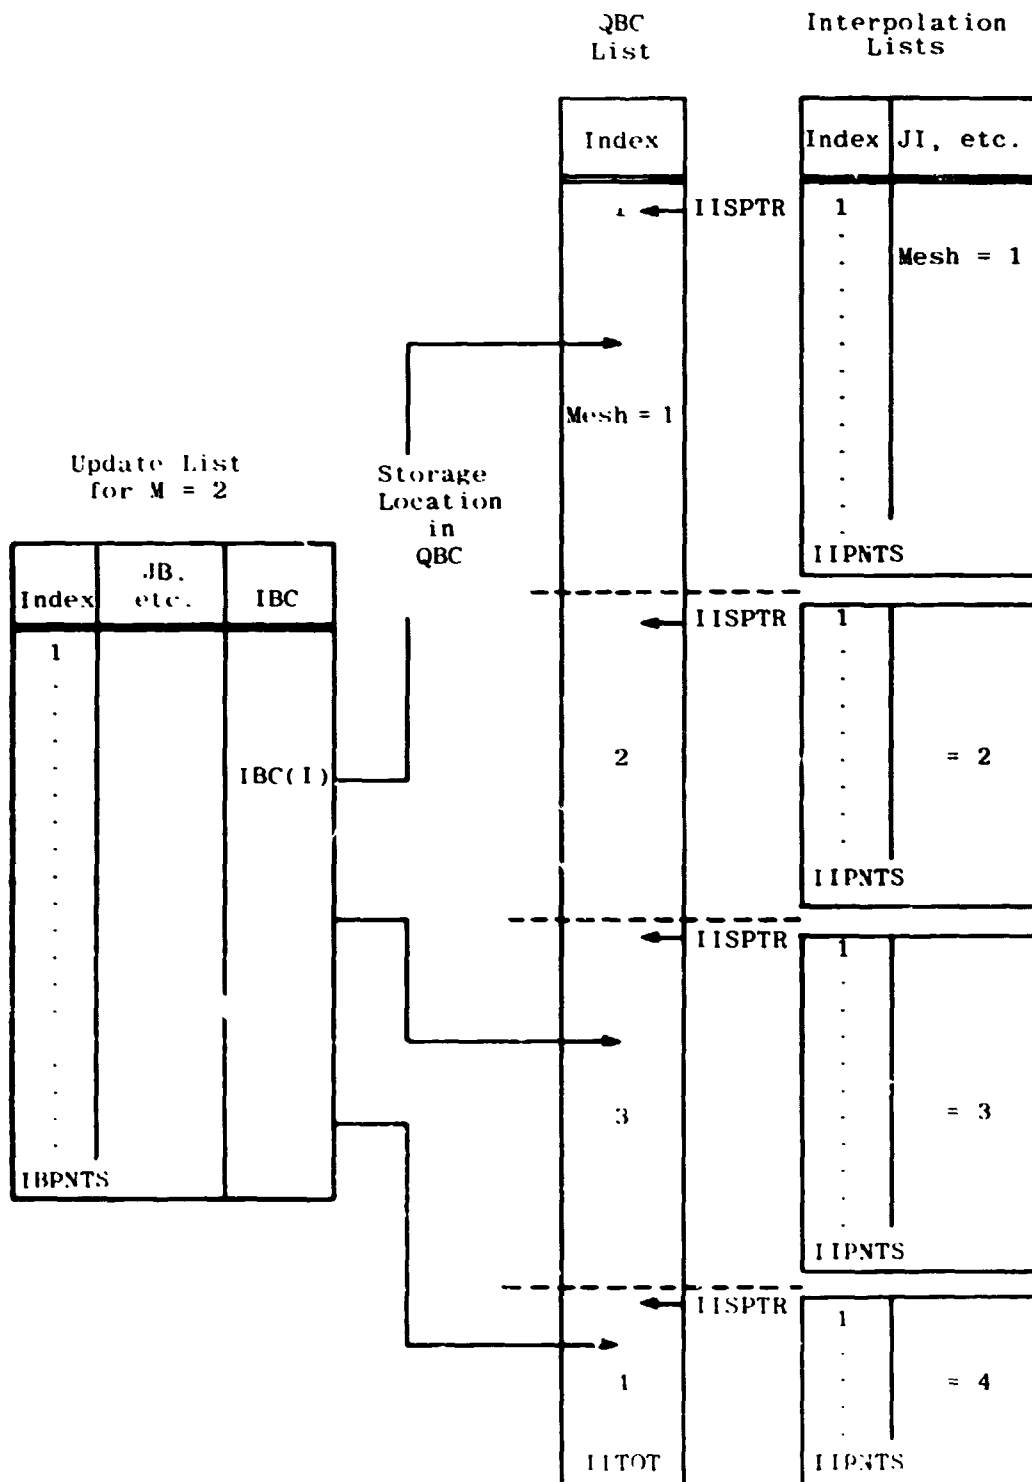 QBC
List
Interpolation
Lists
Index
Index
JI, etc.
1
IISPTR
1
Mesh = 1
Mesh = 1
IIPNTS
Update List
for M = 2
Storage
Location
in
QBC
Index
JB.
etc.
IBC
1
IBC(I)
IBPNTS
IISPTR
1
2
= 2
IIPNTS
IISPTR
1
3
= 3
IIPNTS
IISPTR
1
1
= 4
IITOT
IIPNTS